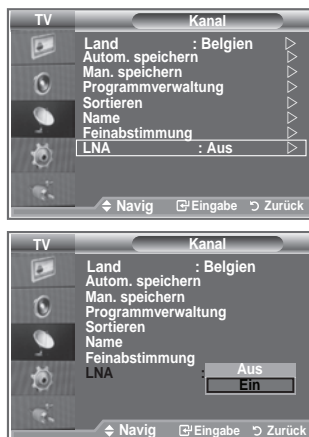 TV Kanal
Land : Belgien
Autom. speichern
Man. speichern
Programmverwaltung
Sortieren
Name
Feinabstimmung
LNA : Aus
Navig Eingabe Zurück
TV Kanal
Land : Belgien
Autom. speichern
Man. speichern
Programmverwaltung
Sortieren
Name
Feinabstimmung
LNA : Aus
Ein
Navig Eingabe Zurück